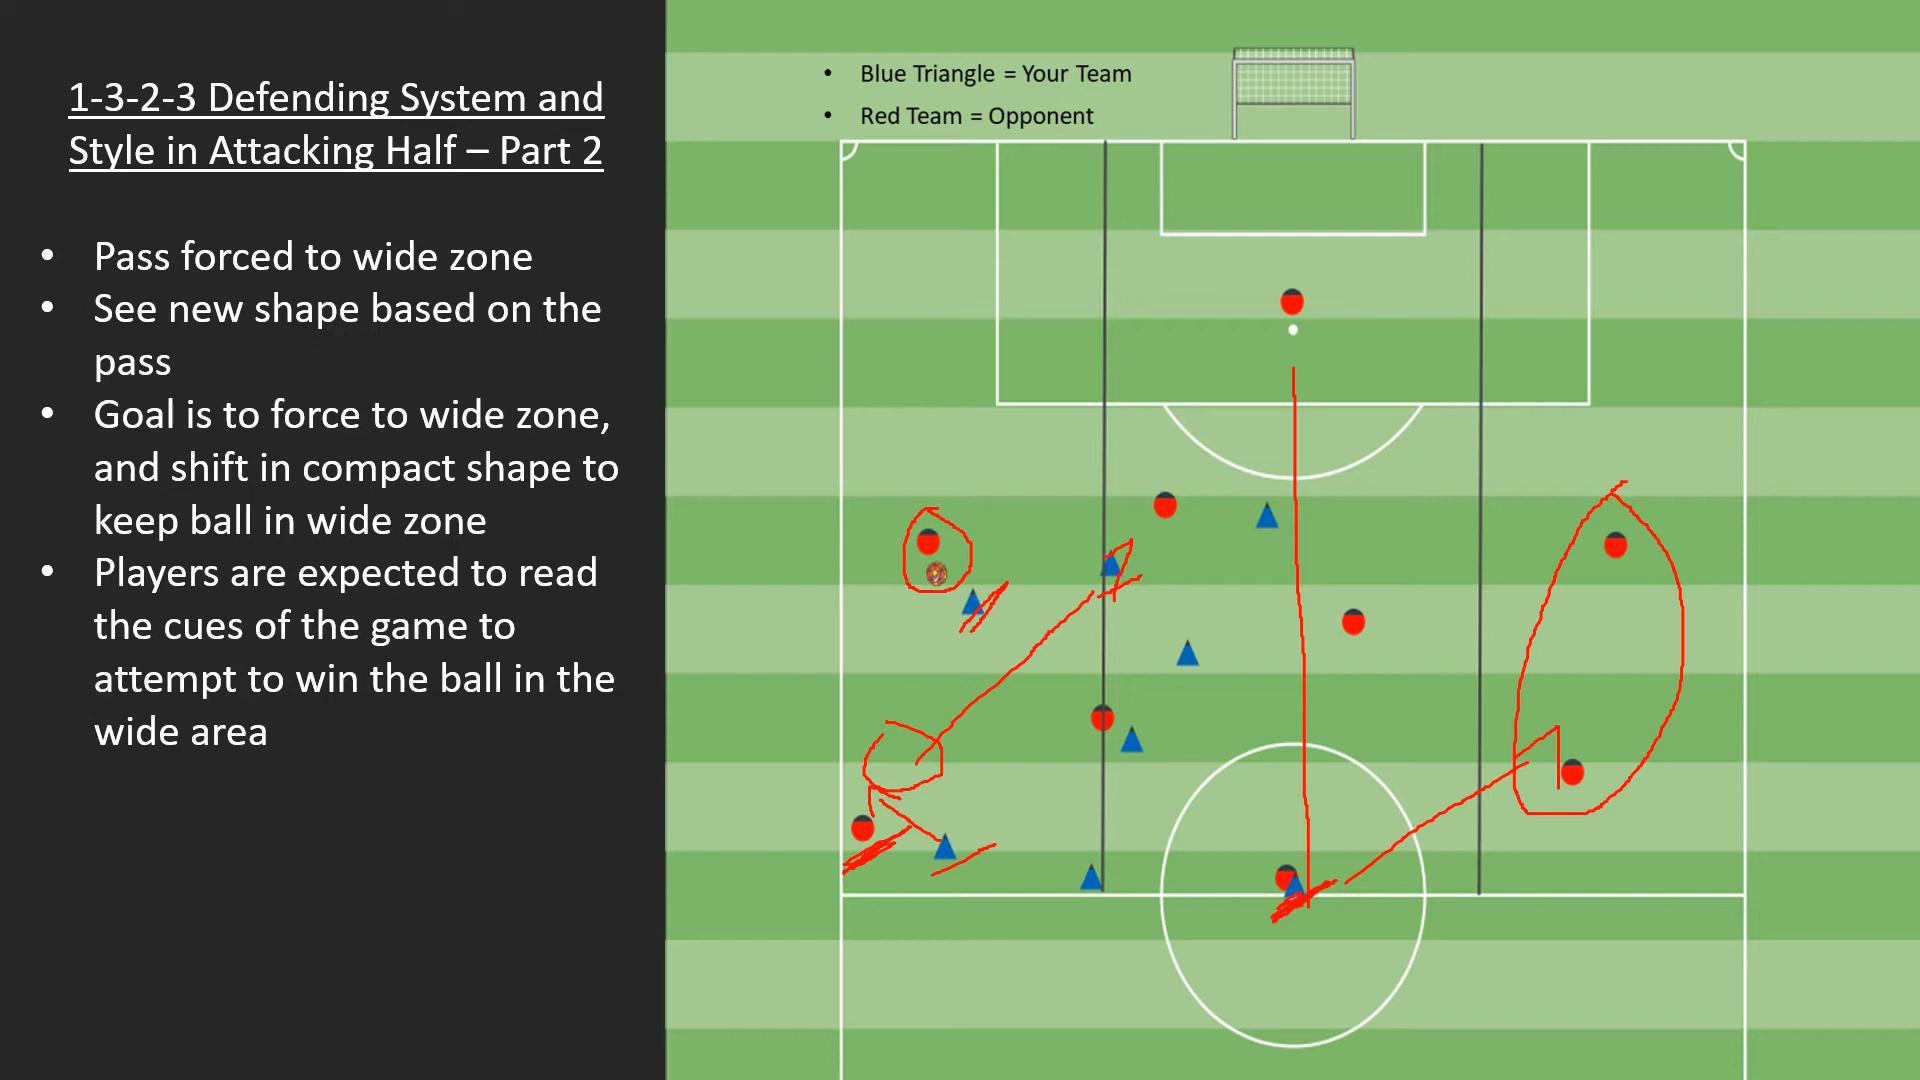 1-3-2-3 Defending System and
Style in Attacking Half – Part 2
• Pass forced to wide zone
• See new shape based on the
pass
• Goal is to force to wide zone,
and shift in compact shape to
keep ball in wide zone
• Players are expected to read
the cues of the game to
attempt to win the ball in the
wide area
• Blue Triangle = Your Team
• Red Team = Opponent